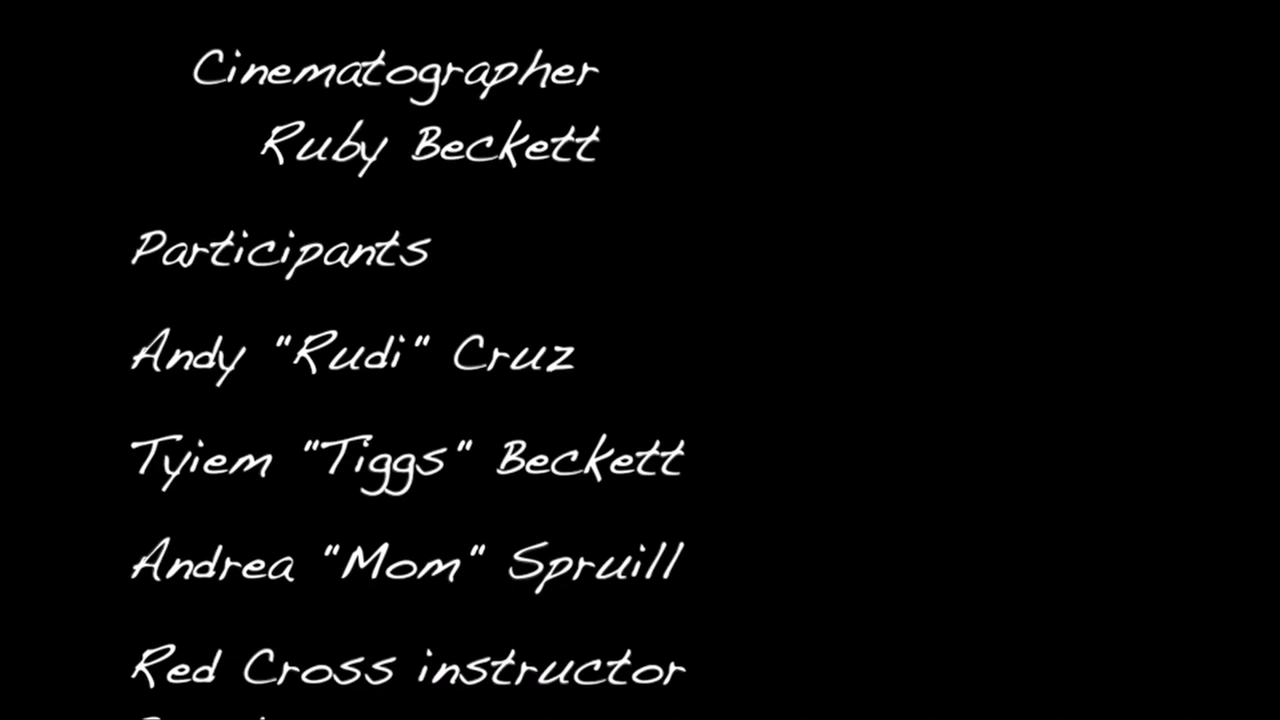 Cinematographer
Ruby Beckett
Participants
Andy "Rudi" Cruz
Tyiem "Tiggs" Beckett
Andrea "Mom" Spruill
Red Cross instructor